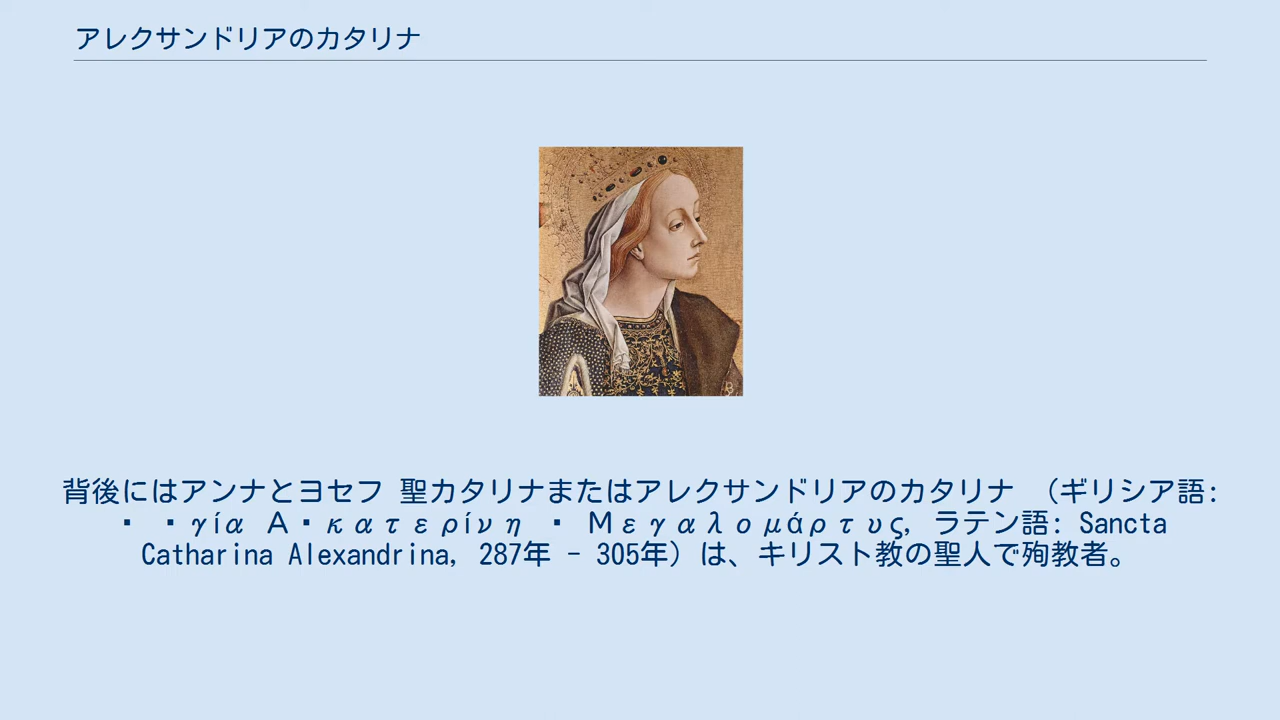 アレクサンドリアのカタリナ
背後にはアンナとヨセフ 聖カタリナまたはアレクサンドリアのカタリナ （ギリシア語:
･ ･γία Α･κατερίνη ･ Μεγαλομάρτυς, ラテン語: Sancta
Catharina Alexandrina, 287年 - 305年）は、キリスト教の聖人で殉教者。